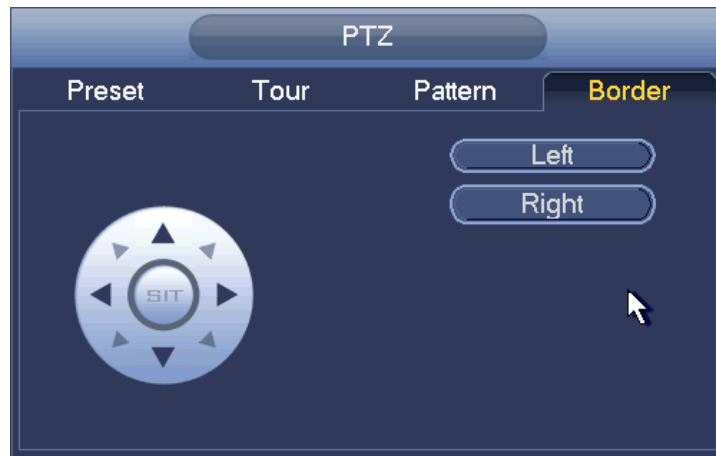 PTZ
Preset Tour Pattern Border
Left
Right
SIT